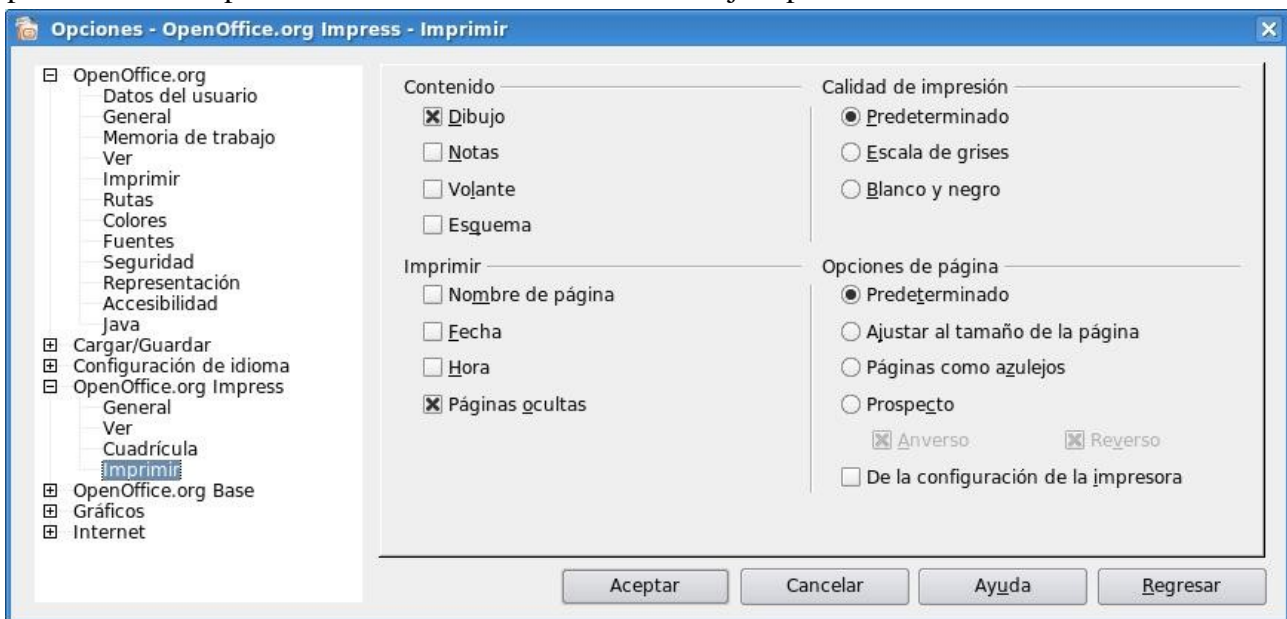 Opciones - OpenOffice.org Impress - Imprimir
OpenOffice.org
Datos del usuario
General
Memoria de trabajo
Ver
Imprimir
Rutas
Colores
Fuentes
Seguridad
Representación
Accesibilidad
Java
Cargar/Guardar
Configuración de idioma
OpenOffice.org Impress
General
Ver
Cuadrícula
Imprimir
OpenOffice.org Base
Gráficos
Internet
Contenido
Dibujo
Notas
Volante
Esquema
Imprimir
Nombre de página
Fecha
Hora
Páginas ocultas
Calidad de impresión
Predeterminado
Escala de grises
Blanco y negro
Opciones de página
Predeterminado
Ajustar al tamaño de la página
Páginas como azulejos
Prospecto
Anverso Reverso
De la configuración de la impresora
Aceptar Cancelar Ayuda Regresar